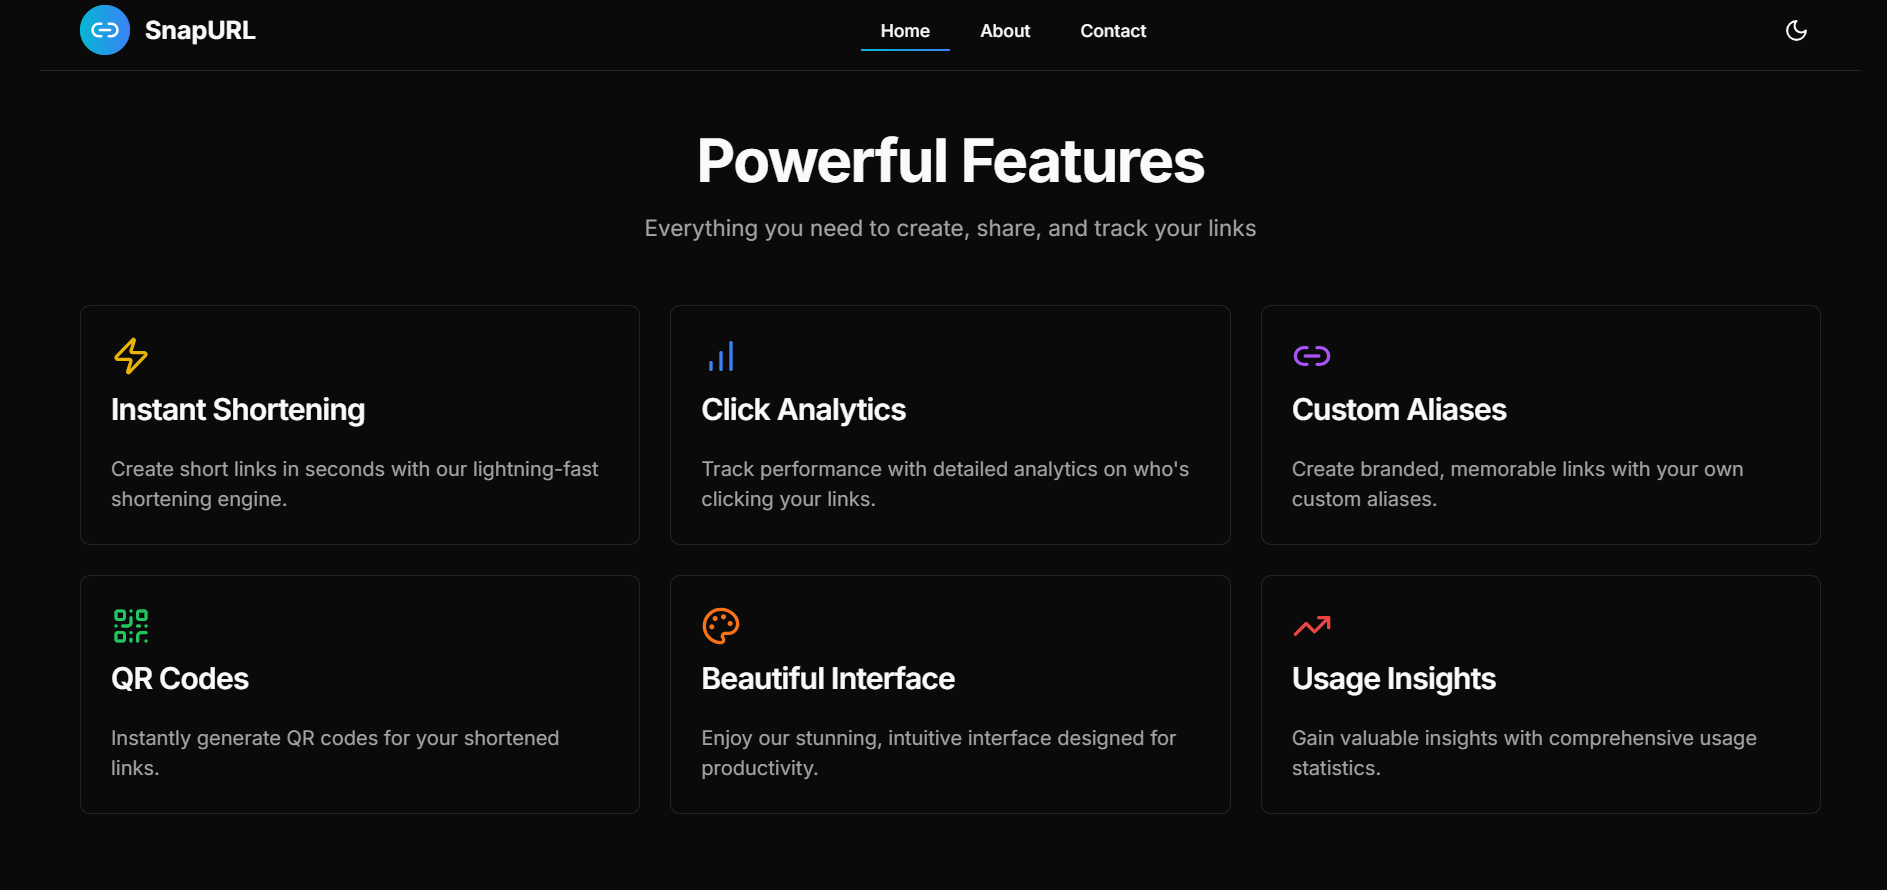 SnapURL
Home
About
Contact
Powerful Features
Everything you need to create, share, and track your links
Instant Shortening
Create short links in seconds with our lightning-fast
shortening engine.
Click Analytics
Track performance with detailed analytics on who's
clicking your links.
Custom Aliases
Create branded, memorable links with your own
custom aliases.
QR Codes
Instantly generate QR codes for your shortened
links.
Beautiful Interface
Enjoy our stunning, intuitive interface designed for
productivity.
Usage Insights
Gain valuable insights with comprehensive usage
statistics.